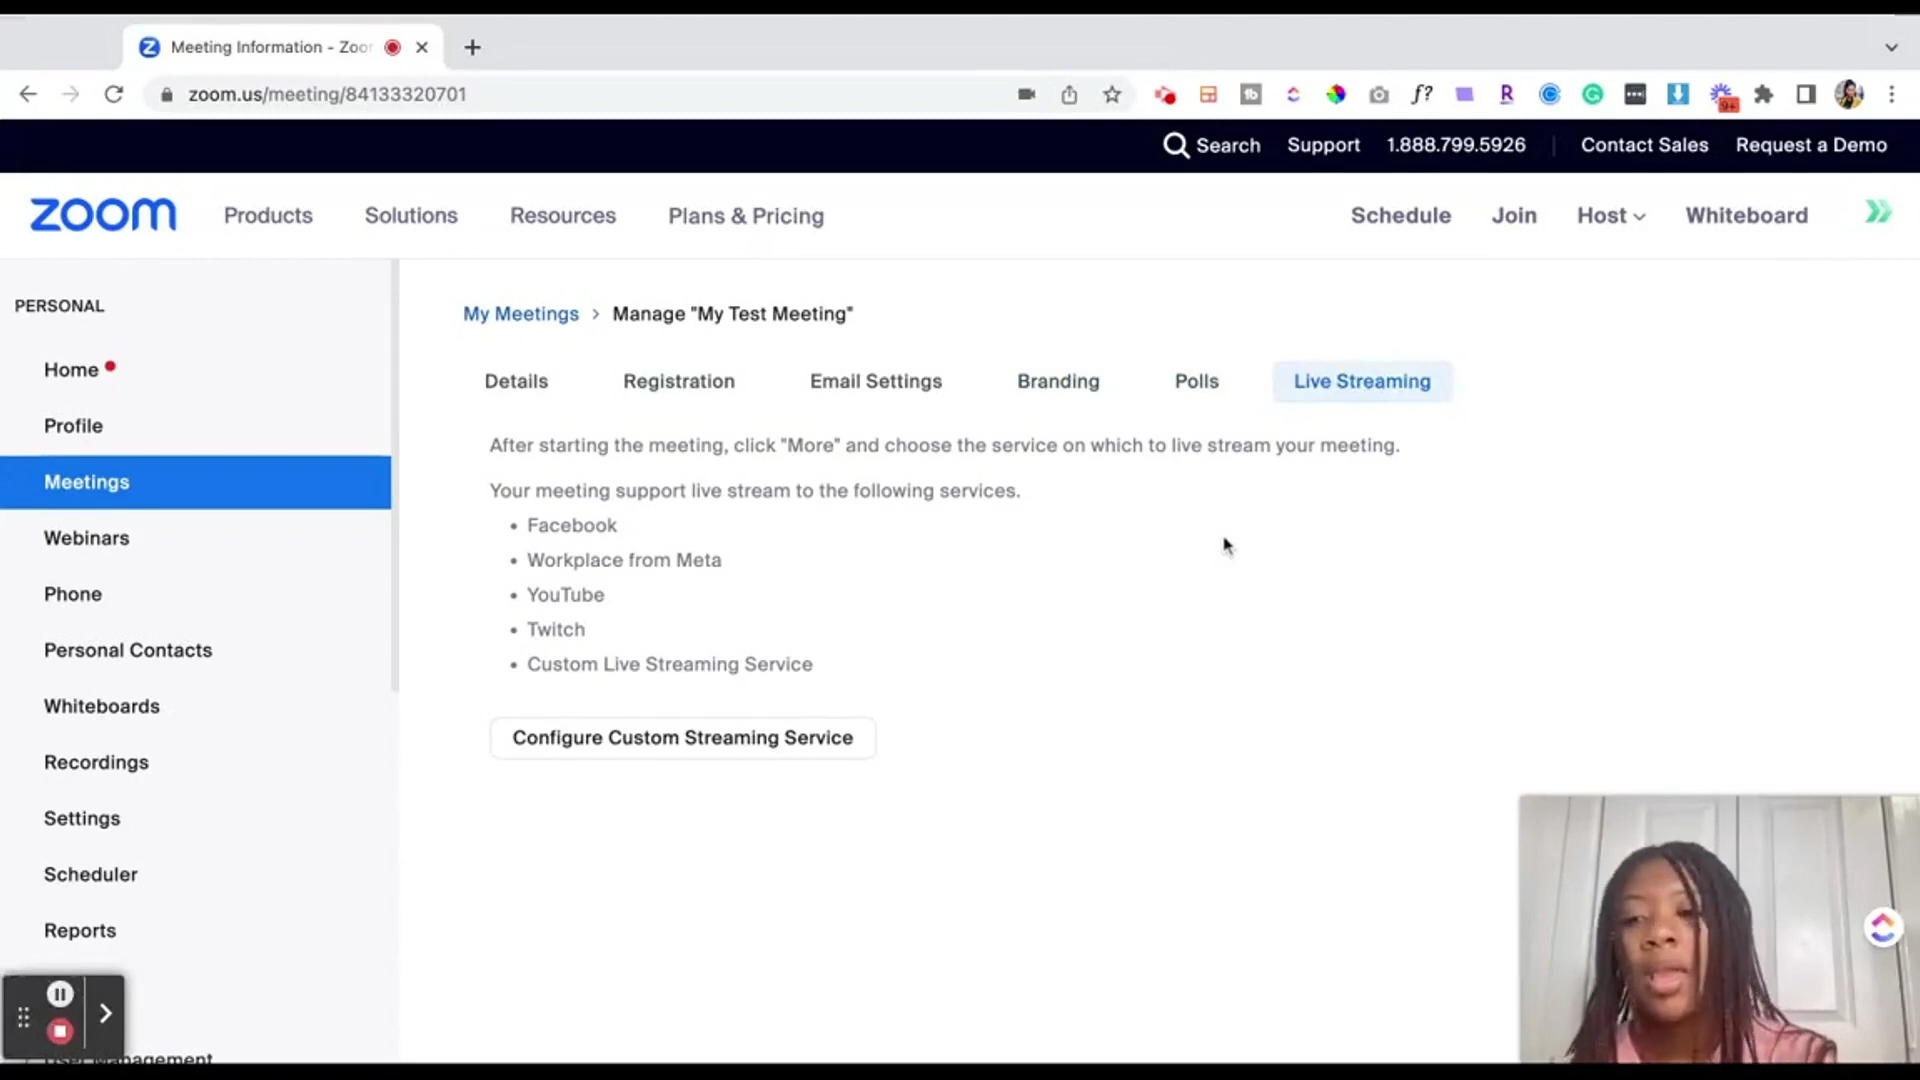 Meeting Information - Zoo
zoom.us/meeting/84133320701
9+
Search Support 1.888.799.5926 Contact Sales Request a Demo
zoom Products Solutions Resources Plans & Pricing Schedule Join Host Whiteboard
PERSONAL
Home
Profile
Meetings
Webinars
Phone
Personal Contacts
Whiteboards
Recordings
Settings
Scheduler
Reports
User Management
My Meetings > Manage "My Test Meeting"
Details Registration Email Settings Branding Polls Live Streaming
After starting the meeting, click "More" and choose the service on which to live stream your meeting.
Your meeting support live stream to the following services.
• Facebook
• Workplace from Meta
• YouTube
• Twitch
• Custom Live Streaming Service
Configure Custom Streaming Service